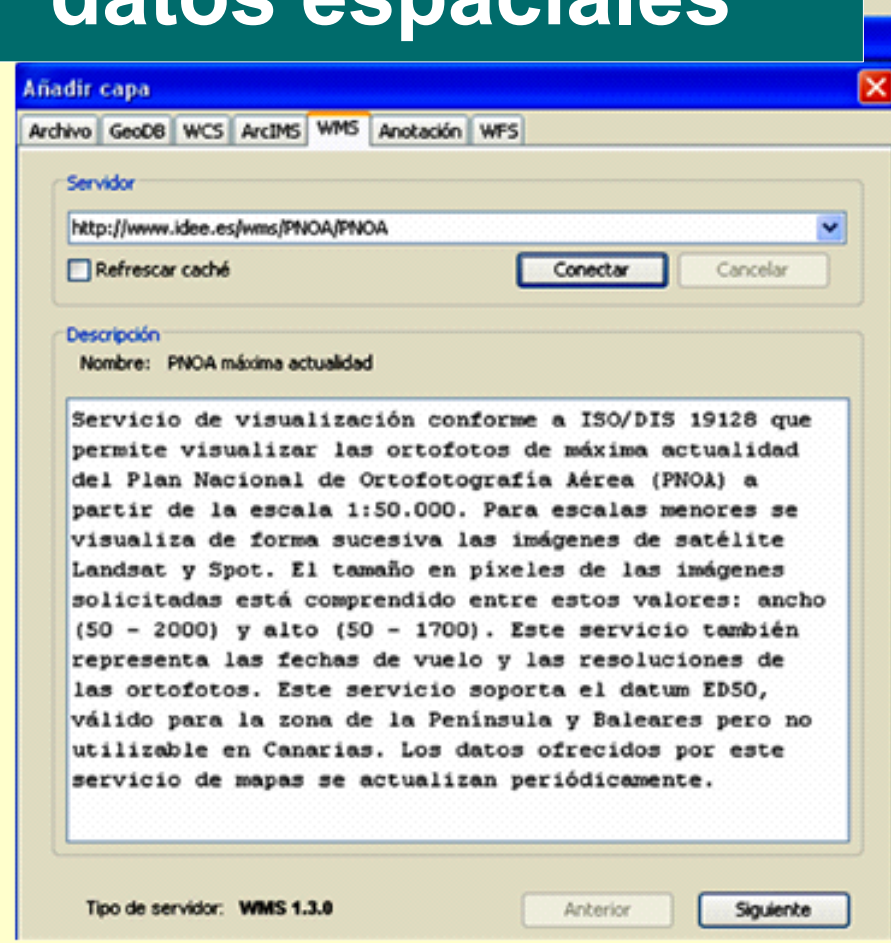 datos espaciales
Añadir capa
Archivo GeoDB WCS ArcIMS WMS Anotación WFS
Servidor
http://www.idee.es/wms/PNOA/PNOA
Refrescar caché Conectar Cancelar
Descripción
Nombre: PNOA máxima actualidad
Servicio de visualización conforme a ISO/DIS 19128 que
permite visualizar las ortofotos de máxima actualidad
del Plan Nacional de Ortofotografía Aérea (PNOA) a
partir de la escala 1:50.000. Para escalas menores se
visualiza de forma sucesiva las imágenes de satélite
Landsat y Spot. El tamaño en píxeles de las imágenes
solicitadas está comprendido entre estos valores: ancho
(50 - 2000) y alto (50 - 1700). Este servicio también
representa las fechas de vuelo y las resoluciones de
las ortofotos. Este servicio soporta el datum ED50,
válido para la zona de la Península y Baleares pero no
utilizable en Canarias. Los datos ofrecidos por este
servicio de mapas se actualizan periódicamente.
Tipo de servidor: WMS 1.3.0 Anterior Siguiente